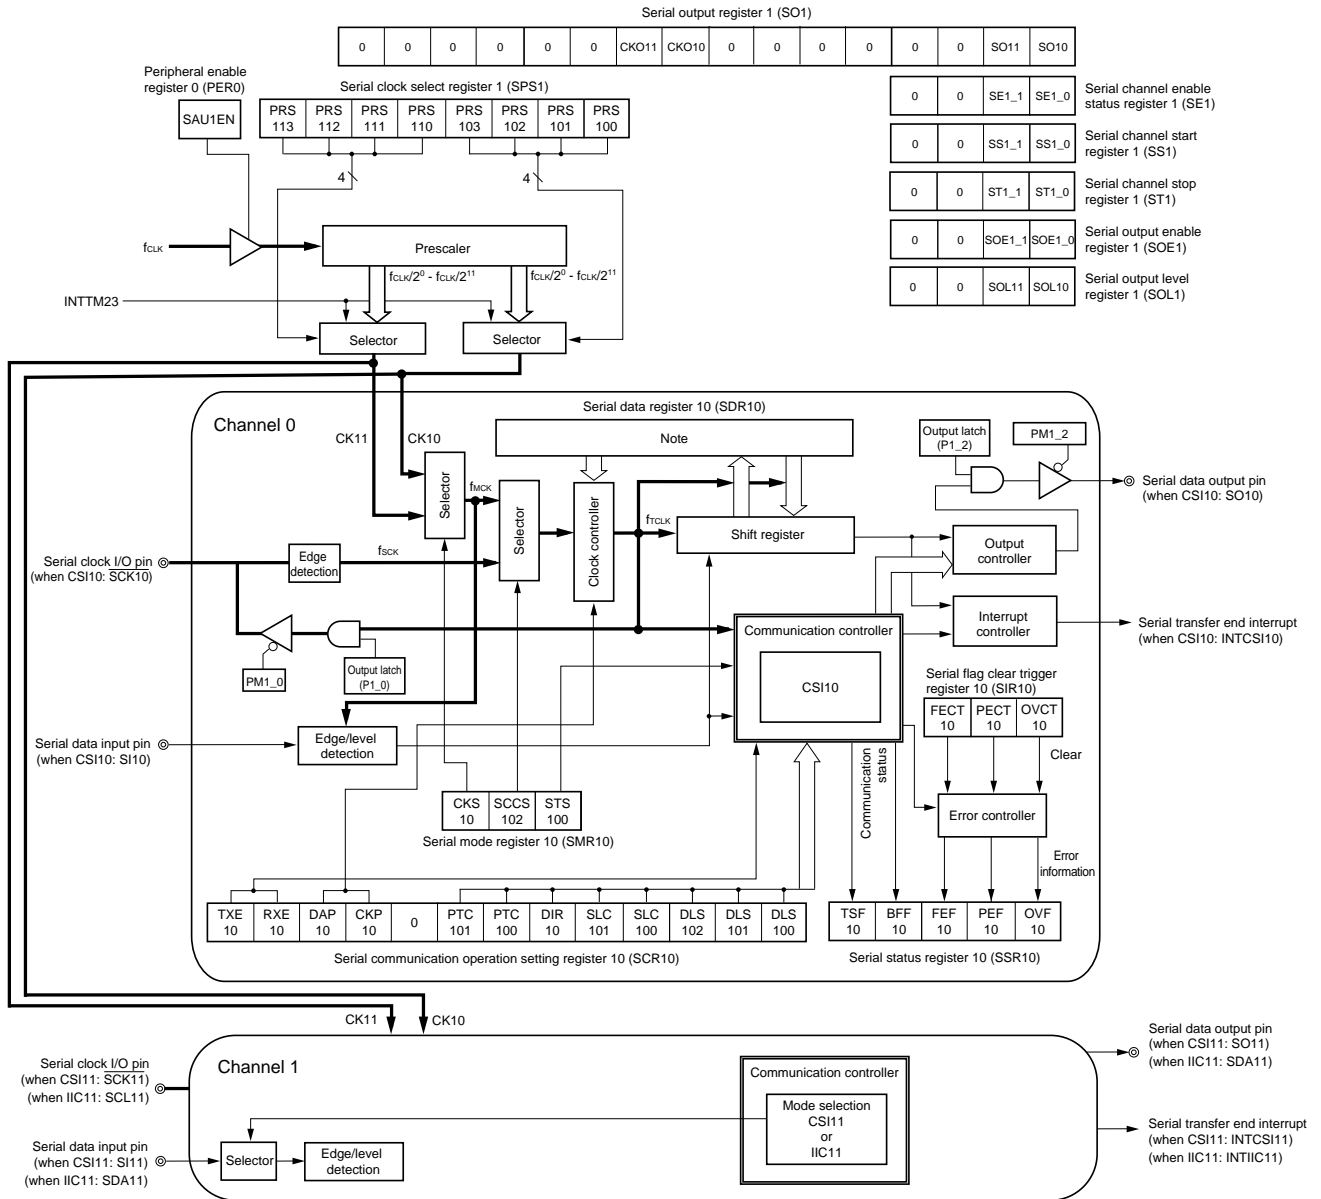 Serial output register 1 (SO1)
0 0 0 0 0 0 CKO11 CKO10 0 0 0 0 0 0 SO11 SO10
Peripheral enable
register 0 (PER0)
SAU1EN
Serial clock select register 1 (SPS1)
PRS 113 PRS 112 PRS 111 PRS 110 PRS 103 PRS 102 PRS 101 PRS 100
0 0 SE1_1 SE1_0
Serial channel enable
status register 1 (SE1)
0 0 SS1_1 SS1_0
Serial channel start
register 1 (SS1)
0 0 ST1_1 ST1_0
Serial channel stop
register 1 (ST1)
0 0 SOE1_1 SOE1_0
Serial output enable
register 1 (SOE1)
0 0 SOL11 SOL10
Serial output level
register 1 (SOL1)
4
4
fCLK
Prescaler
fCLK/2⁰ - fCLK/2¹¹
fCLK/2⁰ - fCLK/2¹¹
INTTM23
Selector
Selector
Channel 0
CK11
CK10
Serial data register 10 (SDR10)
Note
Selector
fMCK
Selector
Clock controller
fTCLK
Shift register
Output latch
(P1_2)
PM1_2
Serial data output pin
(when CSI10: SO10)
Output
controller
Serial clock I/O pin
(when CSI10: SCK10)
Edge
detection
fSCK
PM1_0
Output latch
(P1_0)
Communication controller
CSI10
Interrupt
controller
Serial transfer end interrupt
(when CSI10: INTCSI10)
Serial flag clear trigger
register 10 (SIR10)
FECT 10 PECT 10 OVCT 10
Clear
Serial data input pin
(when CSI10: SI10)
Edge/level
detection
Communication
status
Error controller
Error
information
CKS 10 SCCS 102 STS 100
Serial mode register 10 (SMR10)
TXE 10 RXE 10 DAP 10 CKP 10 0 PTC 101 PTC 100 DIR 10 SLC 101 SLC 100 DLS 102 DLS 101 DLS 100
Serial communication operation setting register 10 (SCR10)
TSF 10 BFF 10 FEF 10 PEF 10 OVF 10
Serial status register 10 (SSR10)
CK11
CK10
Channel 1
Serial clock I/O pin
(when CSI11: SCK11)
(when IIC11: SCL11)
Serial data input pin
(when CSI11: SI11)
(when IIC11: SDA11)
Selector
Edge/level
detection
Communication controller
Mode selection
CSI11
or
IIC11
Serial data output pin
(when CSI11: SO11)
(when IIC11: SDA11)
Serial transfer end interrupt
(when CSI11: INTCSI11)
(when IIC11: INTIIC11)